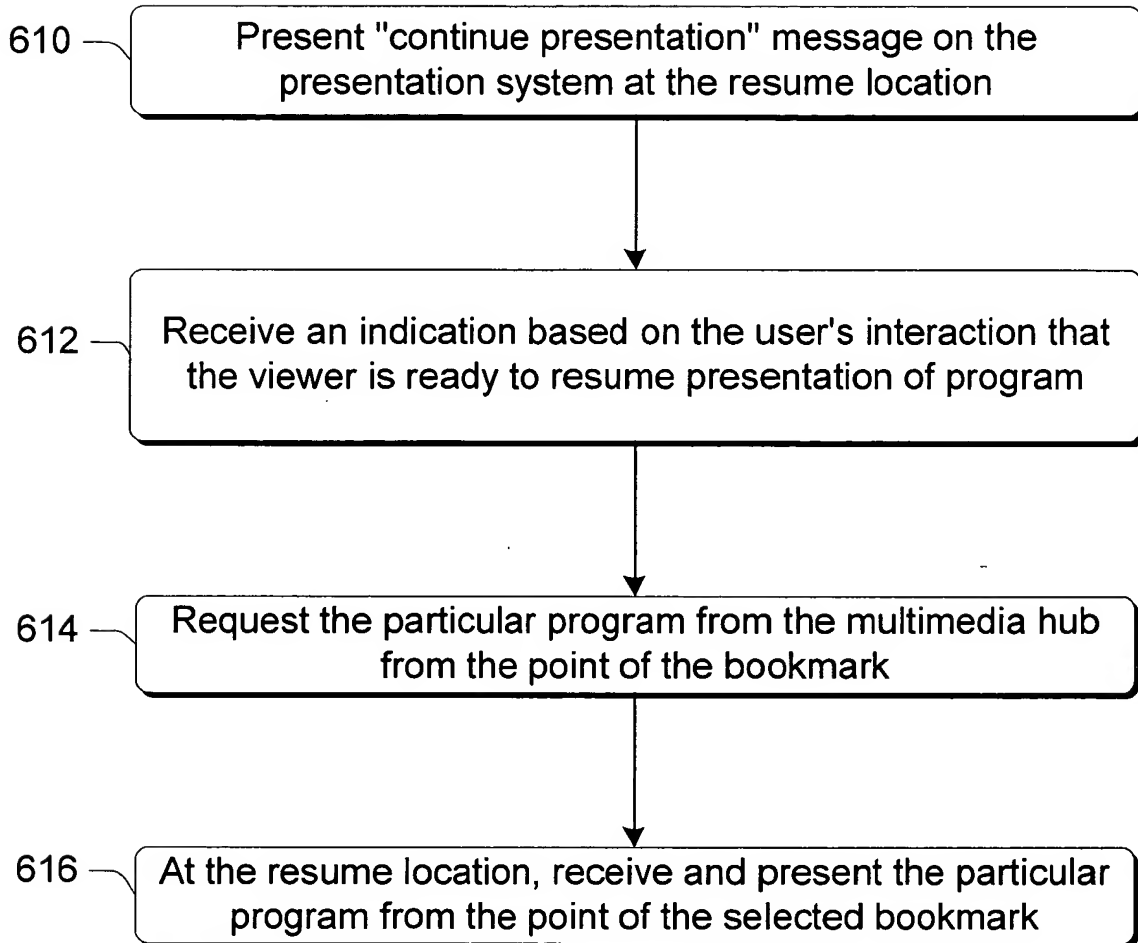 610
Present "continue presentation" message on the
presentation system at the resume location
612
Receive an indication based on the user's interaction that
the viewer is ready to resume presentation of program
614
Request the particular program from the multimedia hub
from the point of the bookmark
616
At the resume location, receive and present the particular
program from the point of the selected bookmark